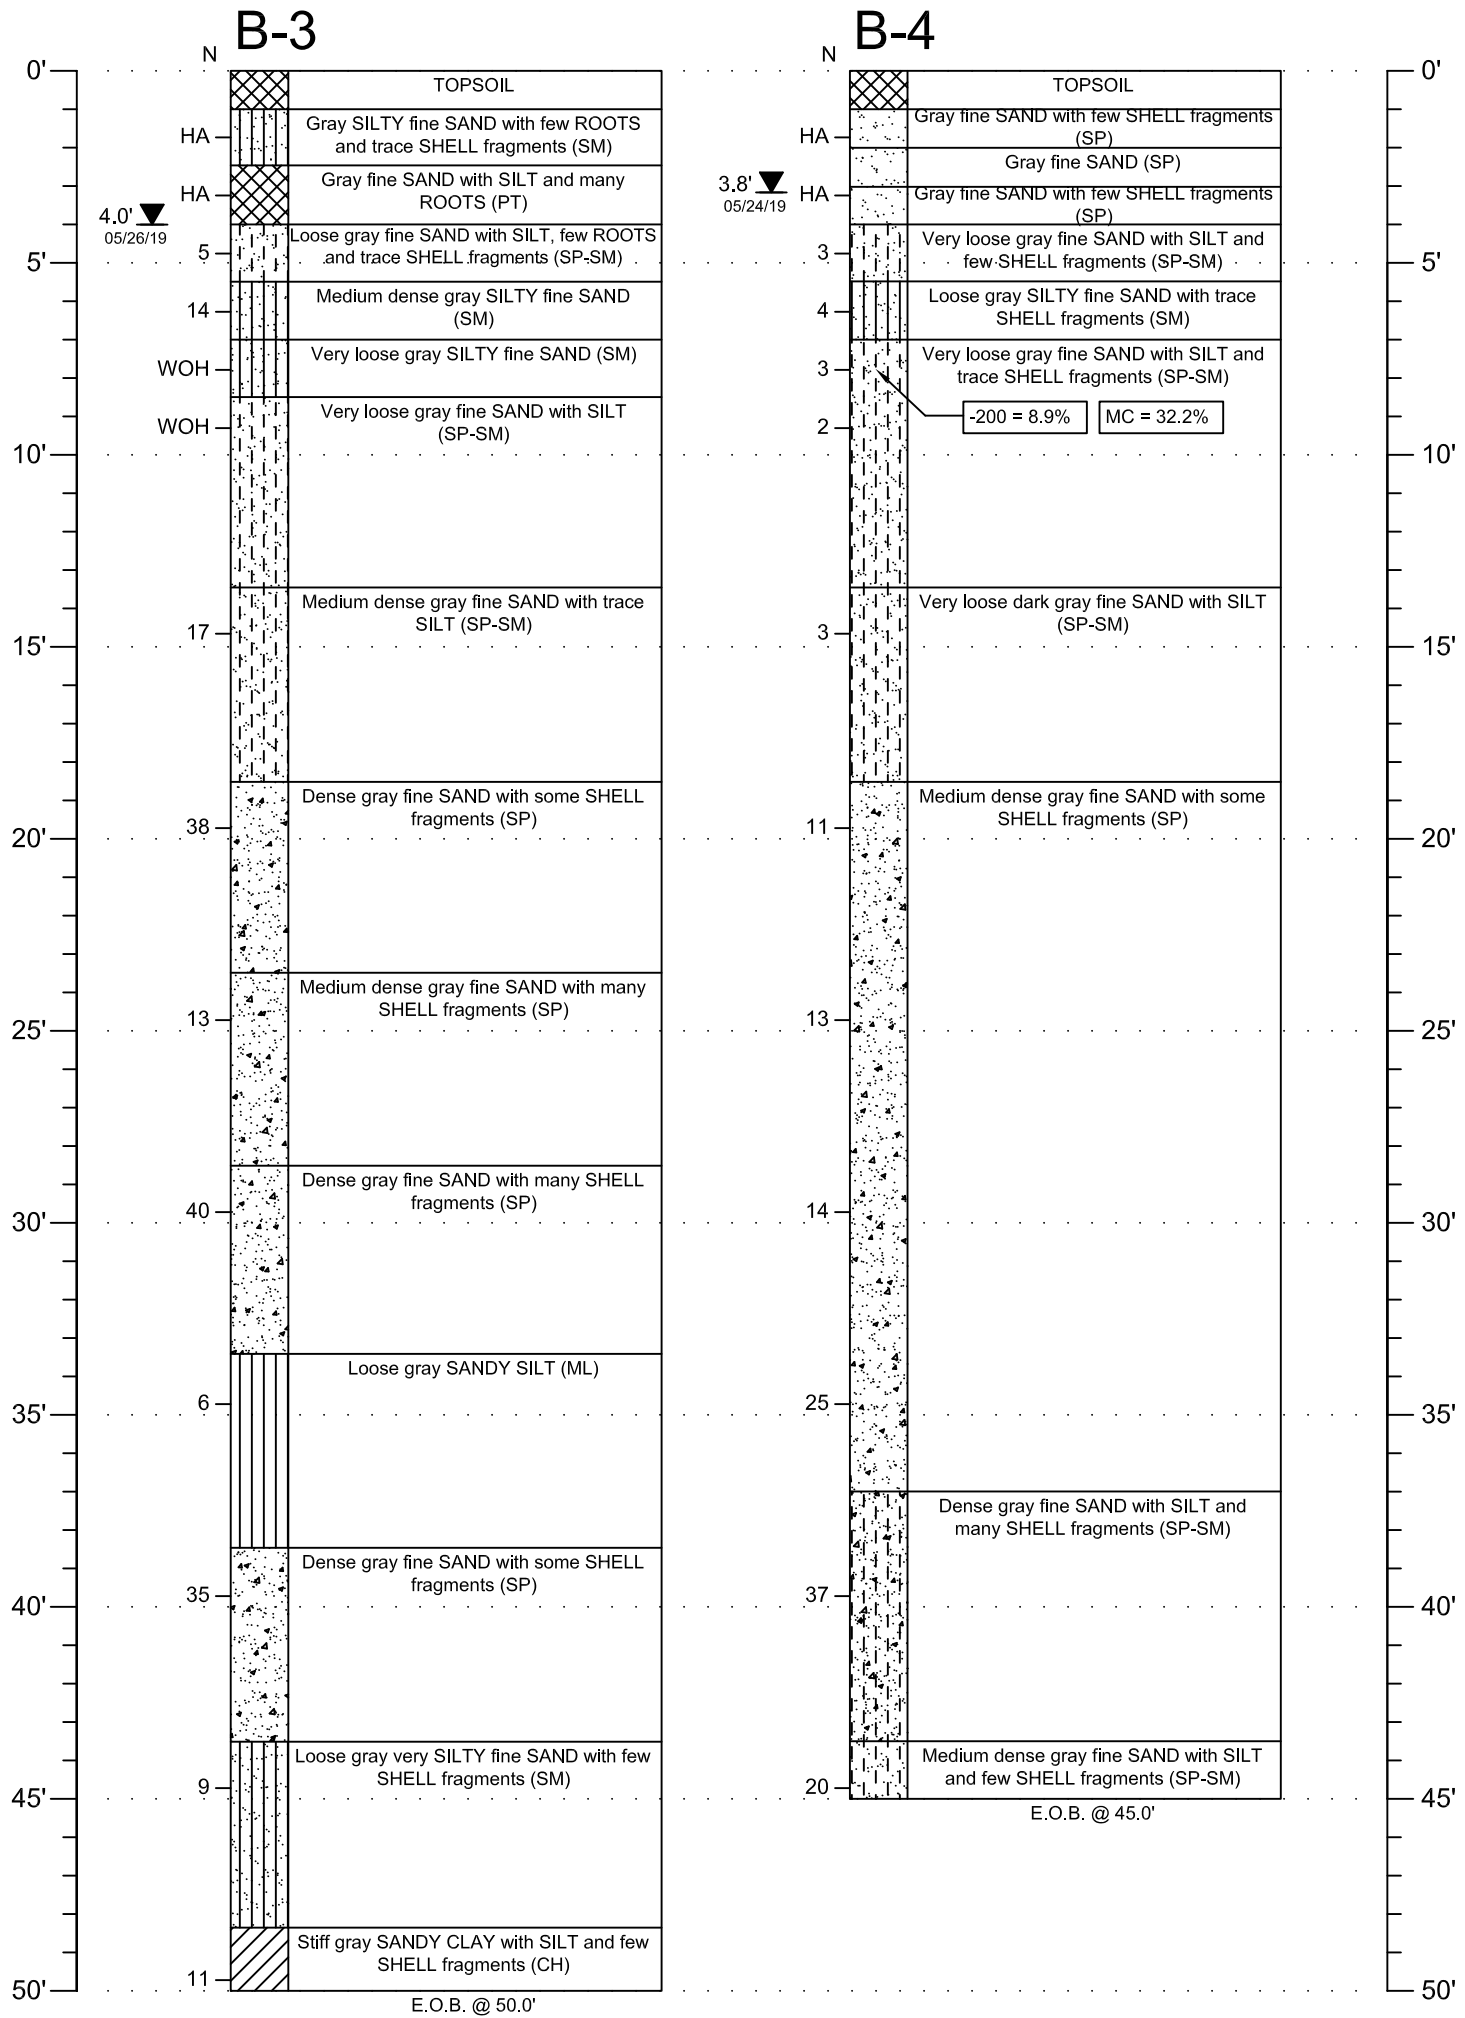 B-3
N
0'
TOPSOIL
Gray SILTY fine SAND with few ROOTS
and trace SHELL fragments (SM)
HA
Gray fine SAND with SILT and many
ROOTS (PT)
HA
4.0'
05/26/19
Loose gray fine SAND with SILT, few ROOTS
and trace SHELL fragments (SP-SM)
5
5'
Medium dense gray SILTY fine SAND
(SM)
14
Very loose gray SILTY fine SAND (SM)
WOH
Very loose gray fine SAND with SILT
(SP-SM)
WOH
10'
Medium dense gray fine SAND with trace
SILT (SP-SM)
17
15'
Dense gray fine SAND with some SHELL
fragments (SP)
38
20'
Medium dense gray fine SAND with many
SHELL fragments (SP)
13
25'
Dense gray fine SAND with many SHELL
fragments (SP)
40
30'
Loose gray SANDY SILT (ML)
6
35'
Dense gray fine SAND with some SHELL
fragments (SP)
35
40'
Loose gray very SILTY fine SAND with few
SHELL fragments (SM)
9
45'
Stiff gray SANDY CLAY with SILT and few
SHELL fragments (CH)
11
50'
E.O.B. @ 50.0'
B-4
N
0'
TOPSOIL
Gray fine SAND with few SHELL fragments
(SP)
HA
Gray fine SAND (SP)
3.8'
05/24/19
HA
Gray fine SAND with few SHELL fragments
(SP)
Very loose gray fine SAND with SILT and
few SHELL fragments (SP-SM)
3
5'
Loose gray SILTY fine SAND with trace
SHELL fragments (SM)
4
Very loose gray fine SAND with SILT and
trace SHELL fragments (SP-SM)
3
-200 = 8.9%
MC = 32.2%
2
10'
Very loose dark gray fine SAND with SILT
(SP-SM)
3
15'
Medium dense gray fine SAND with some
SHELL fragments (SP)
11
20'
13
25'
14
30'
25
35'
Dense gray fine SAND with SILT and
many SHELL fragments (SP-SM)
37
40'
Medium dense gray fine SAND with SILT
and few SHELL fragments (SP-SM)
20
45'
E.O.B. @ 45.0'
50'